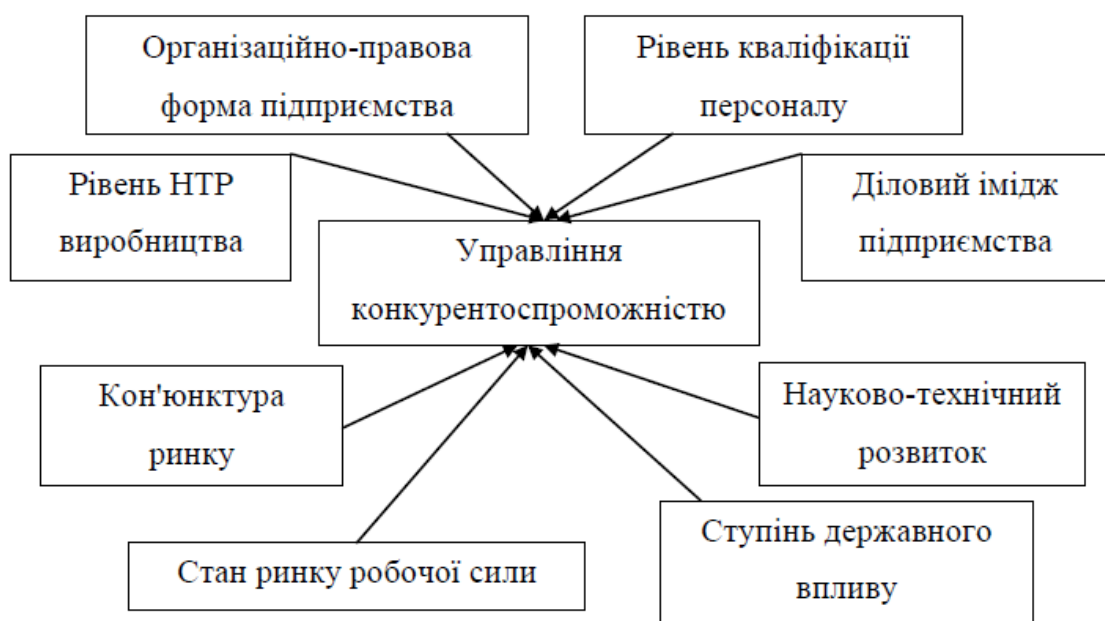 Організаційно-правова
форма підприємства
Рівень кваліфікації
персоналу
Рівень НТР
виробництва
Діловий імідж
підприємства
Управління
конкурентоспроможністю
Кон'юнктура
ринку
Науково-технічний
розвиток
Стан ринку робочої сили
Ступінь державного
впливу